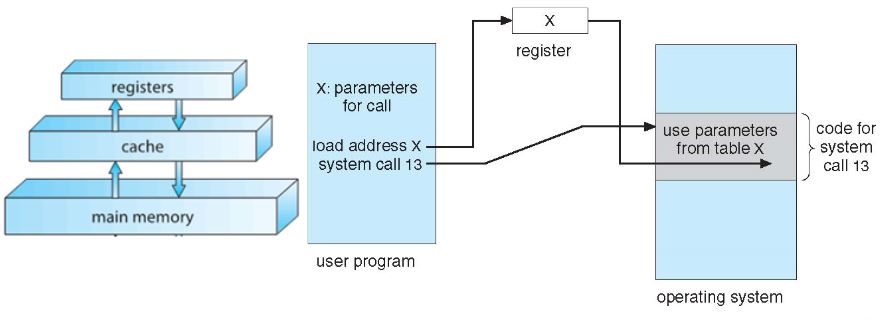 registers
cache
main memory
X: parameters
for call
load address X
system call 13
user program
X
register
use parameters
from table X
code for
system
call 13
operating system